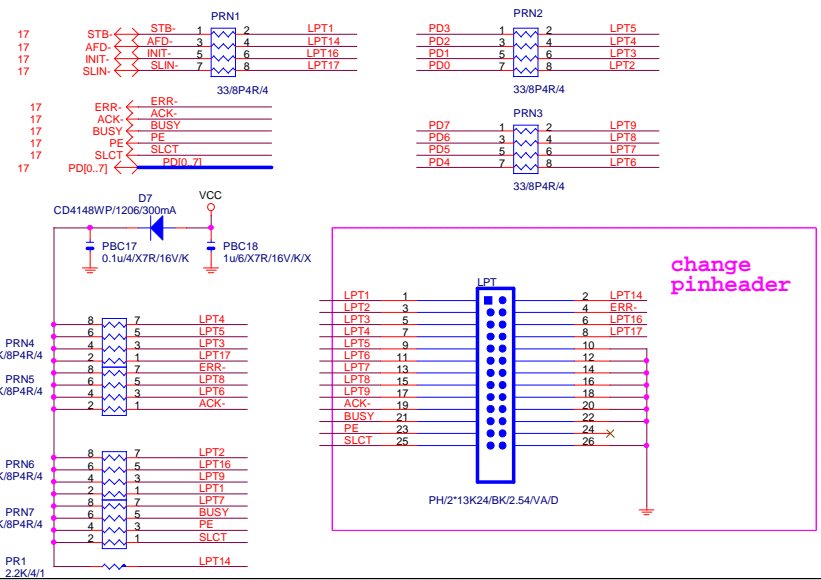 PRN1
17 STB- STB- 1 2 LPT1
17 AFD- AFD- 3 4 LPT14
17 INIT- INIT- 5 6 LPT16
17 SLIN- SLIN- 7 8 LPT17
33/8P4R/4
PRN2
PD3 1 2 LPT5
PD2 3 4 LPT4
PD1 5 6 LPT3
PD0 7 8 LPT2
33/8P4R/4
17 ERR- ERR-
17 ACK- ACK-
17 BUSY BUSY
17 PE PE
17 SLCT SLCT
17 PD[0..7] PD[0..7]
PRN3
PD7 1 2 LPT9
PD6 3 4 LPT8
PD5 5 6 LPT7
PD4 7 8 LPT6
33/8P4R/4
D7
CD4148WP/1206/300mA
VCC
PBC17
0.1u/4/X7R/16V/K
PBC18
1u/6/X7R/16V/K/X
8 7 LPT4
6 5 LPT5
PRN4 4 3 LPT3
K/8P4R/4 2 1 LPT17
8 7 ERR-
PRN5 6 5 LPT8
K/8P4R/4 4 3 LPT6
2 1 ACK-
8 7 LPT2
PRN6 6 5 LPT16
K/8P4R/4 4 3 LPT9
2 1 LPT1
8 7 LPT7
PRN7 6 5 BUSY
K/8P4R/4 4 3 PE
2 1 SLCT
PR1 LPT14
2.2K/4/1
change
pinheader
LPT
LPT1 1 2 LPT14
LPT2 3 4 ERR-
LPT3 5 6 LPT16
LPT4 7 8 LPT17
LPT5 9 10
LPT6 11 12
LPT7 13 14
LPT8 15 16
LPT9 17 18
ACK- 19 20
BUSY 21 22
PE 23 24
SLCT 25 26
PH/2*13K24/BK/2.54/VA/D